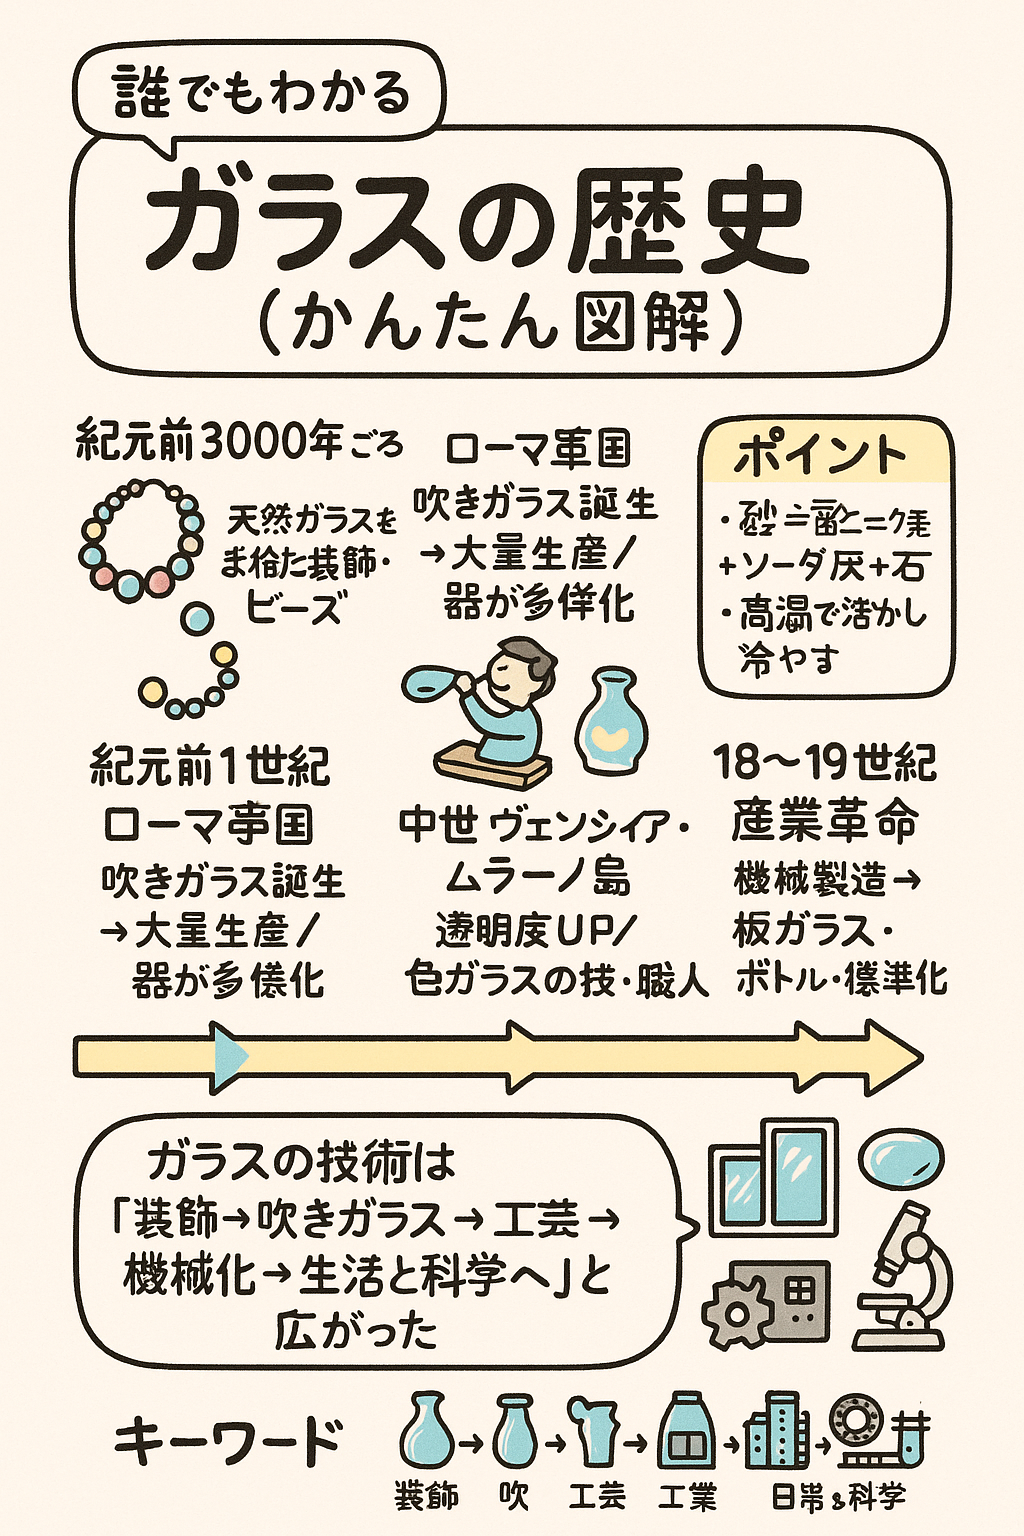 誰でもわかる
ガラスの歴史
(かんたん図解)
紀元前3000年ごろ
天然ガラスを
た装飾・
ビーズ
ローマ国
吹きガラス誕生
→大量生産/
器が多化
ポイント
+ソーダ灰+石
・高温で かし
冷やす
紀元前1世紀
ローマ国
吹きガラス誕生
→大量生産/
器が多化
中世 ヴェンシィア・
ムラーノ島
透明度UP/
色ガラスの技・職人
18〜19世紀
産業革命
機械製造→
板ガラス・
ボトル・標準化
ガラスの技術は
「装飾→吹きガラス→工芸→
機械化→生活と科学へ」と
広がった
キーワード
装飾
吹
工芸
工業
日常&科学